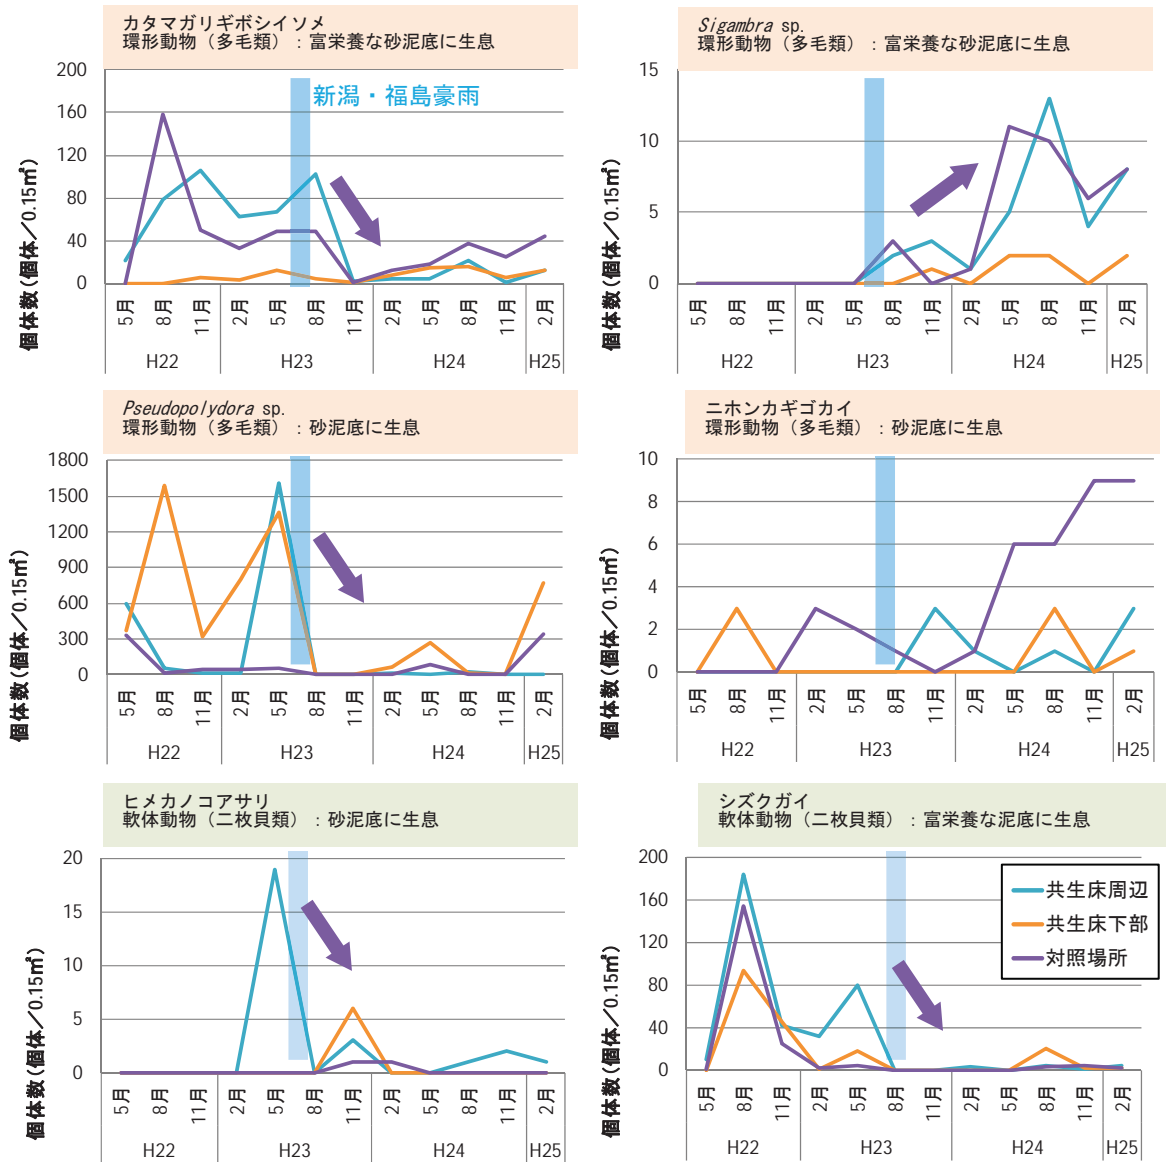 カタマガリギボシイソメ
環形動物（多毛類）：富栄養な砂泥底に生息
個体数(個体／0.15㎡)
200
160
120
80
40
0
新潟・福島豪雨
5月 8月 11月 2月 5月 8月 11月 2月 5月 8月 11月 2月
H22 H23 H24 H25
Sigambra sp.
環形動物（多毛類）：富栄養な砂泥底に生息
個体数(個体／0.15㎡)
15
10
5
0
5月 8月 11月 2月 5月 8月 11月 2月 5月 8月 11月 2月
H22 H23 H24 H25
Pseudopolydora sp.
環形動物（多毛類）：砂泥底に生息
個体数(個体／0.15㎡)
1800
1500
1200
900
600
300
0
5月 8月 11月 2月 5月 8月 11月 2月 5月 8月 11月 2月
H22 H23 H24 H25
ニホンカギゴカイ
環形動物（多毛類）：砂泥底に生息
個体数(個体／0.15㎡)
10
8
6
4
2
0
5月 8月 11月 2月 5月 8月 11月 2月 5月 8月 11月 2月
H22 H23 H24 H25
ヒメカノコアサリ
軟体動物（二枚貝類）：砂泥底に生息
個体数(個体／0.15㎡)
20
15
10
5
0
5月 8月 11月 2月 5月 8月 11月 2月 5月 8月 11月 2月
H22 H23 H24 H25
シズクガイ
軟体動物（二枚貝類）：富栄養な泥底に生息
個体数(個体／0.15㎡)
200
160
120
80
40
0
共生床周辺
共生床下部
対照場所
5月 8月 11月 2月 5月 8月 11月 2月 5月 8月 11月 2月
H22 H23 H24 H25